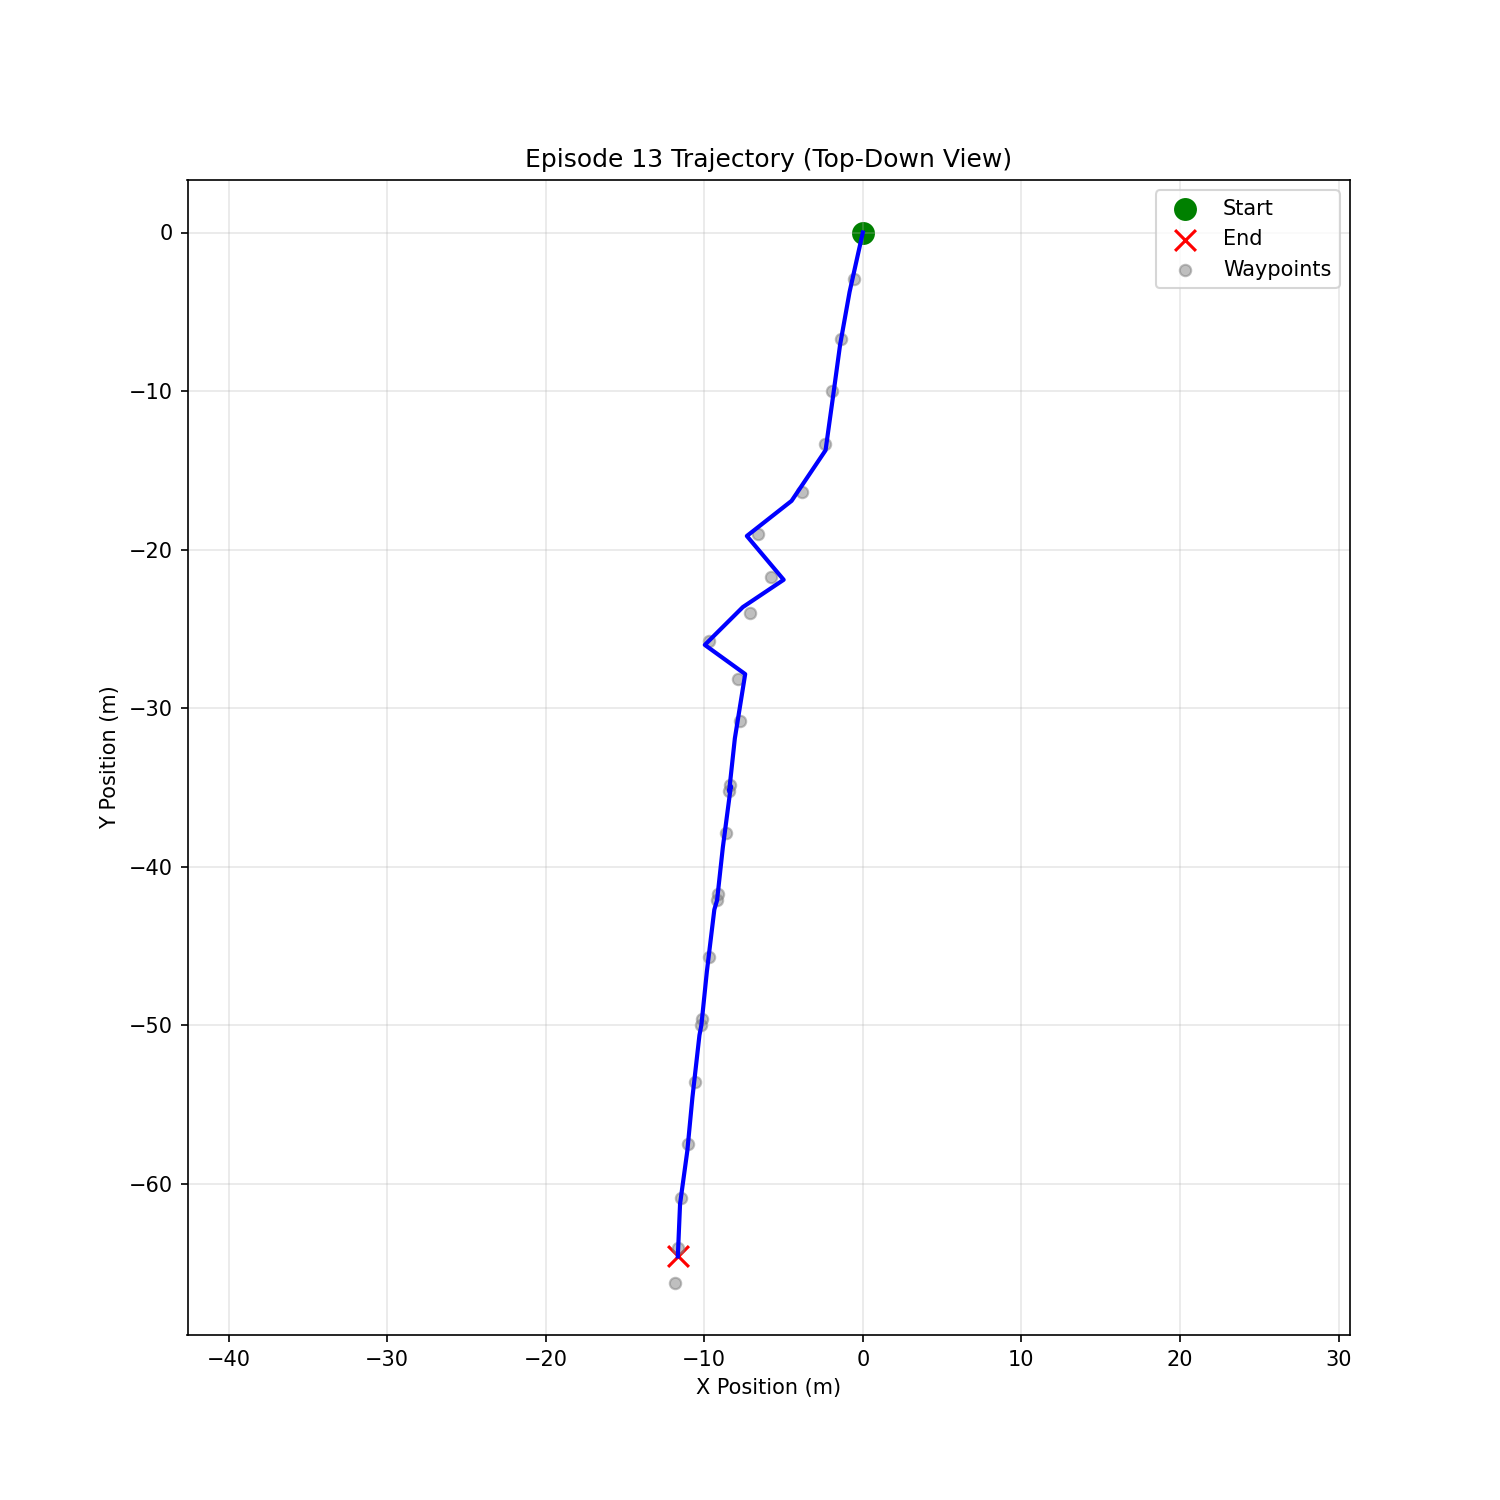 Episode 13 Trajectory (Top-Down View)
Start
End
Waypoints
0
−10
−20
−30
−40
−50
−60
Y Position (m)
−40
−30
−20
−10
0
10
20
30
X Position (m)